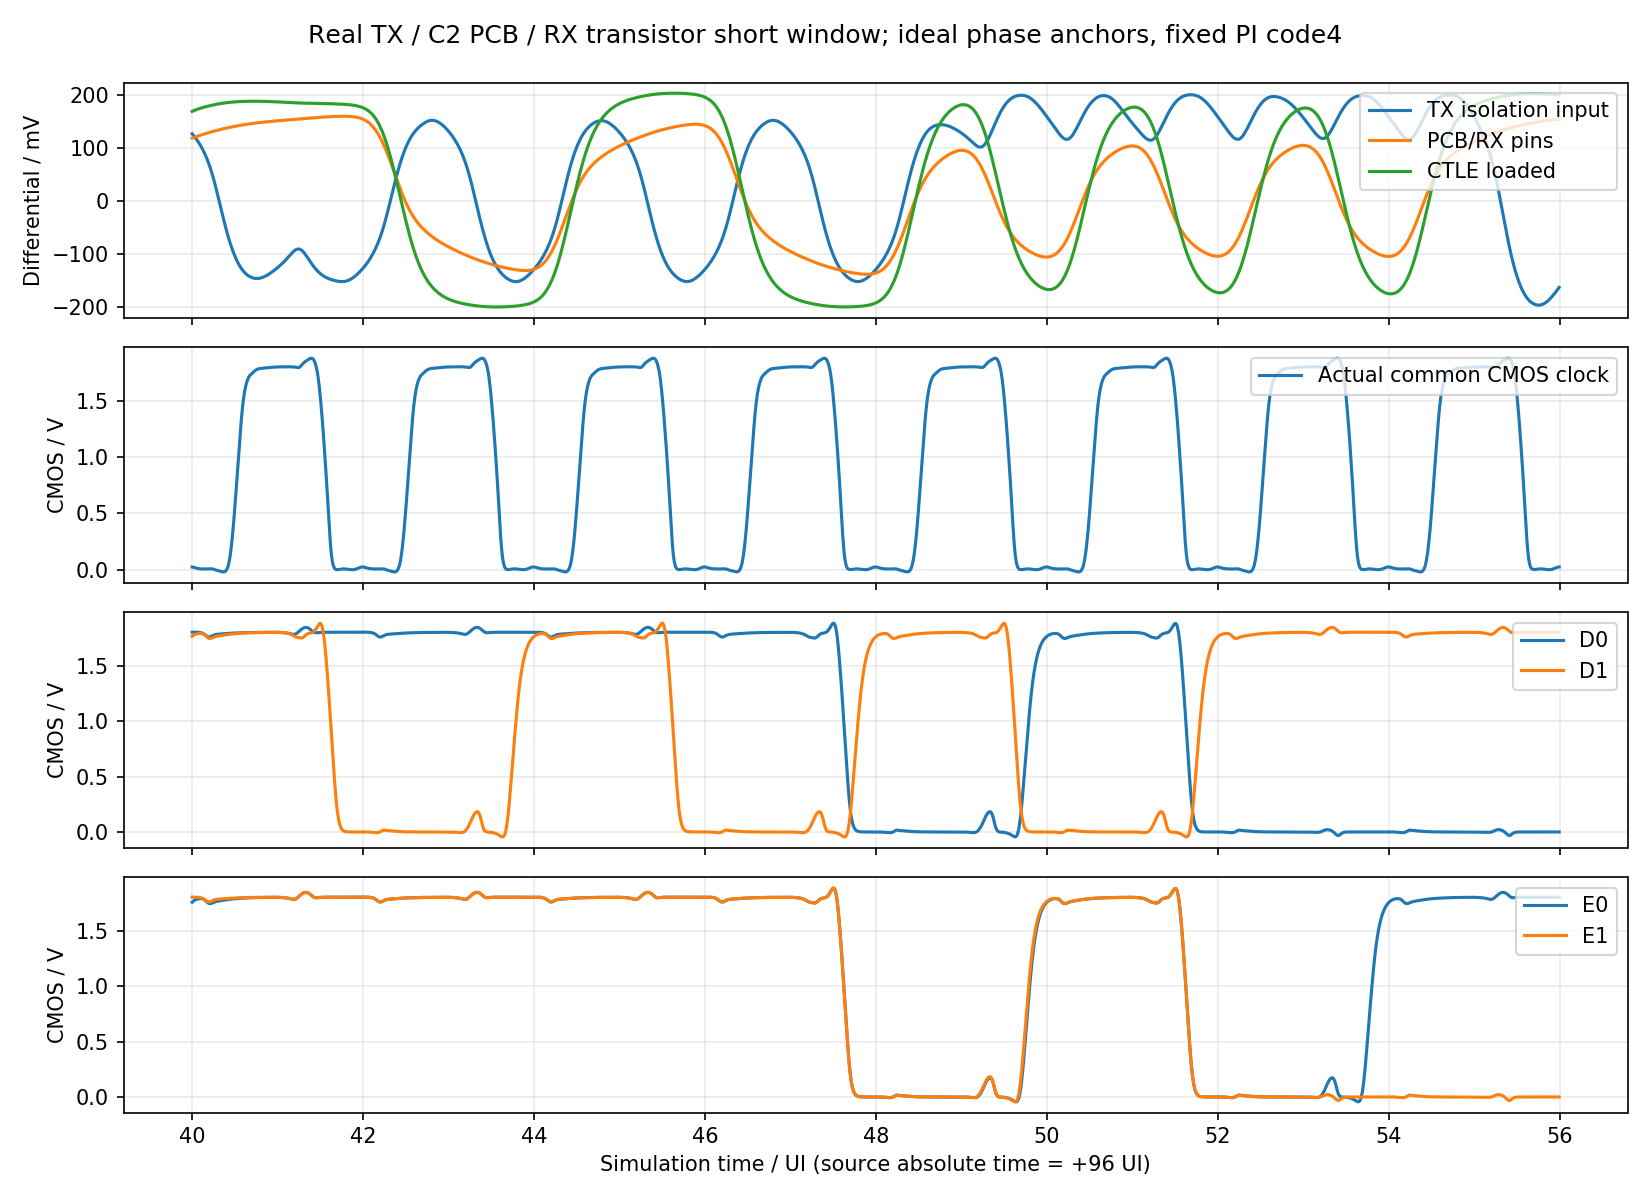 Real TX / C2 PCB / RX transistor short window; ideal phase anchors, fixed PI code4
Differential / mV
200
100
0
−100
−200
TX isolation input
PCB/RX pins
CTLE loaded
CMOS / V
1.5
1.0
0.5
0.0
Actual common CMOS clock
CMOS / V
1.5
1.0
0.5
0.0
D0
D1
CMOS / V
1.5
1.0
0.5
0.0
E0
E1
40 42 44 46 48 50 52 54 56
Simulation time / UI (source absolute time = +96 UI)